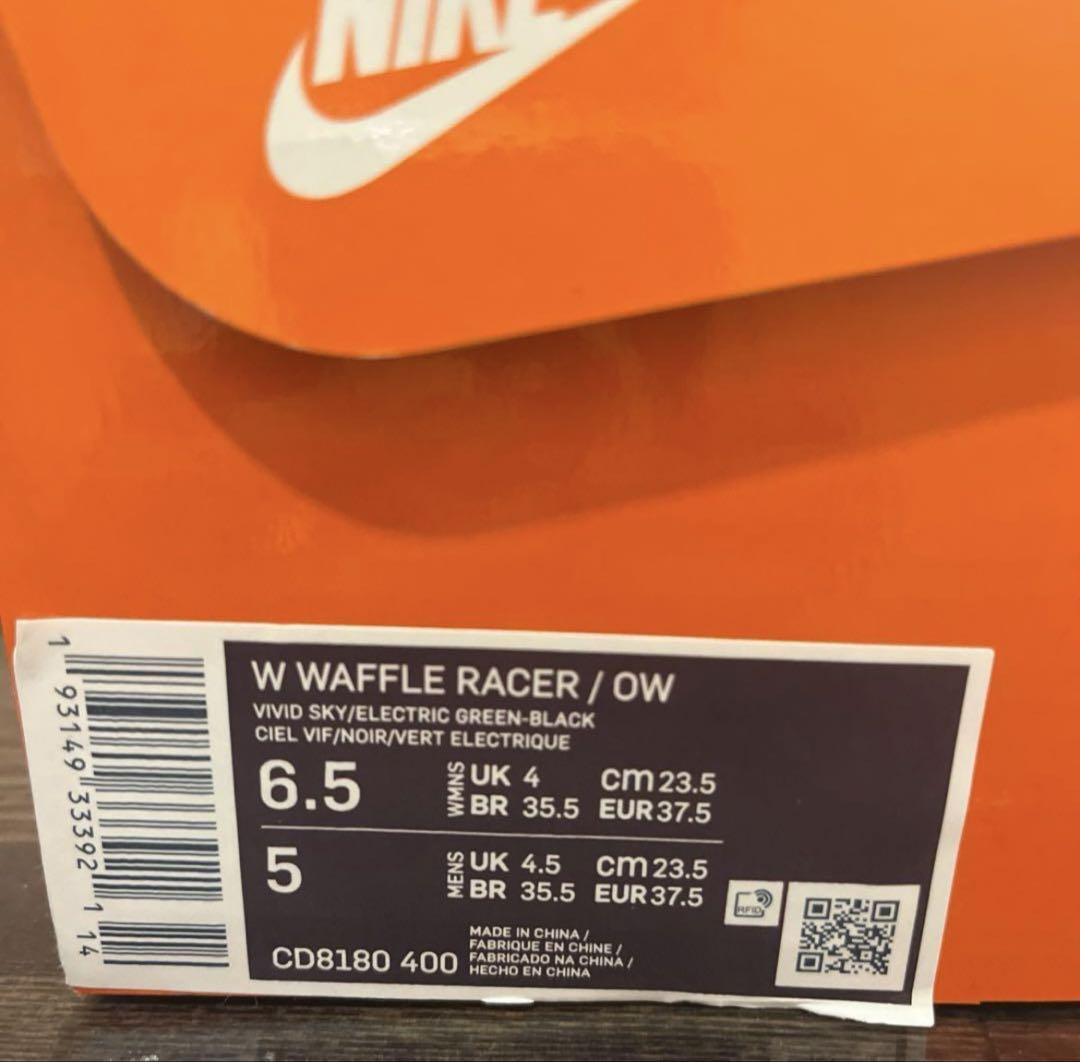 NIKE
W WAFFLE RACER / OW
VIVID SKY/ELECTRIC GREEN-BLACK
CIEL VIF/NOIR/VERT ELECTRIQUE
6.5 WMNS UK 4 cm 23.5
BR 35.5 EUR 37.5
5 MENS UK 4.5 cm 23.5
BR 35.5 EUR 37.5
RFID
CD8180 400
MADE IN CHINA /
FABRIQUE EN CHINE /
FABRICADO NA CHINA /
HECHO EN CHINA
1 93149 33392 1 14